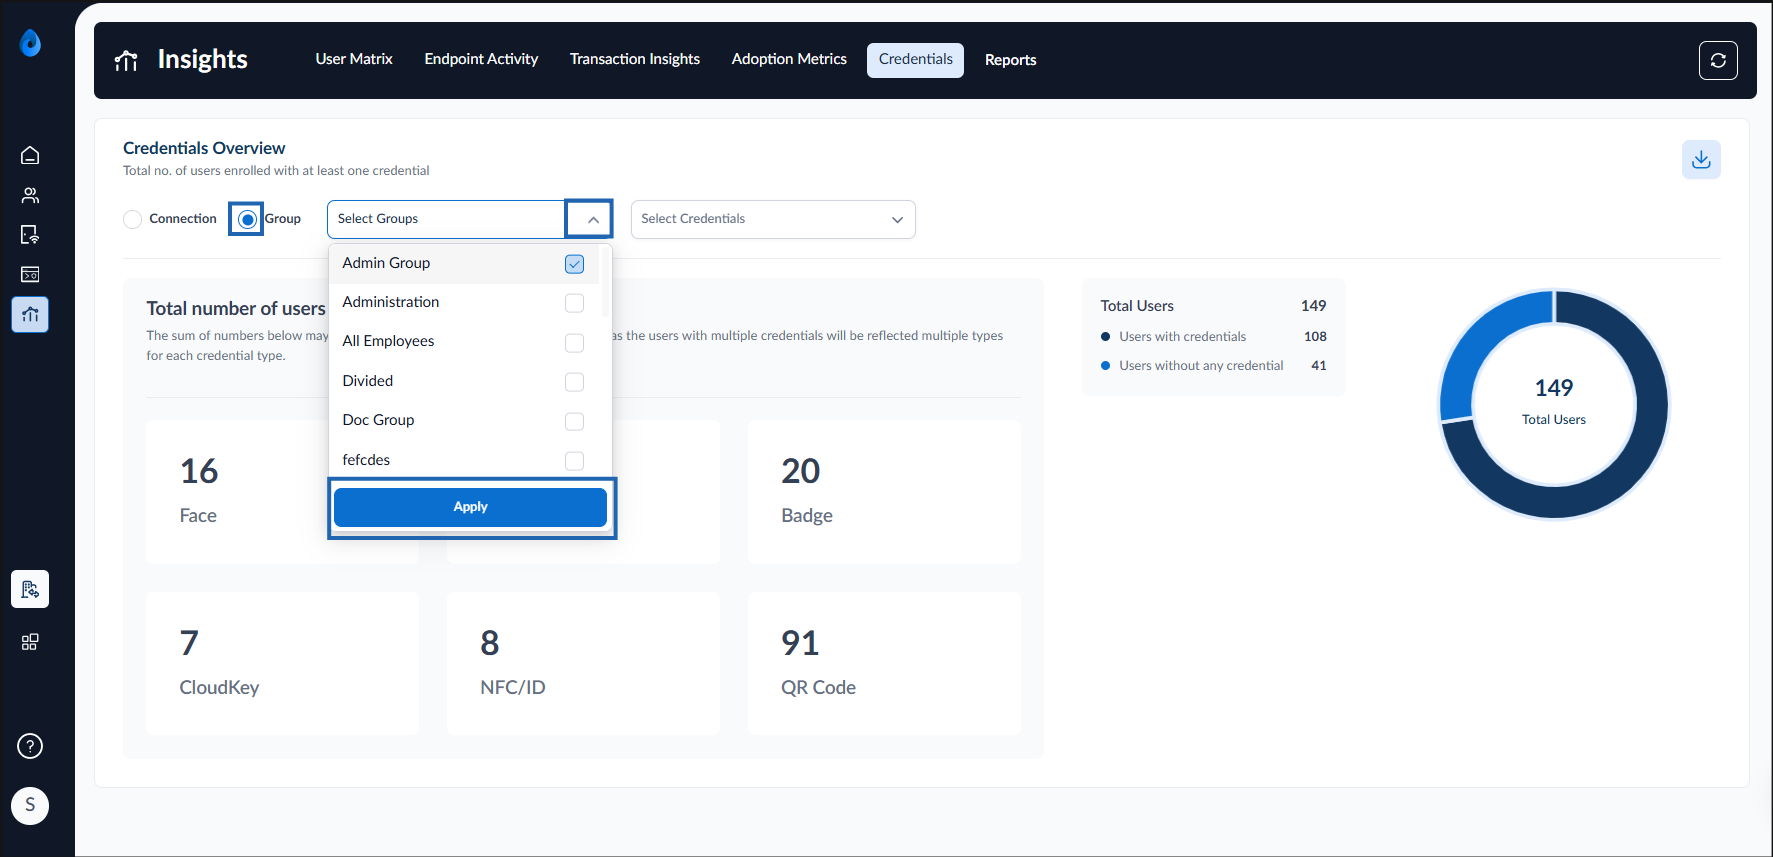 Insights
User Matrix
Endpoint Activity
Transaction Insights
Adoption Metrics
Credentials
Reports
Credentials Overview
Total no. of users enrolled with at least one credential
Connection
Group
Select Groups
Select Credentials
Admin Group
Administration
All Employees
Divided
Doc Group
fefcdes
Apply
Total number of users
The sum of numbers below may
as the users with multiple credentials will be reflected multiple types
for each credential type.
16
Face
20
Badge
7
CloudKey
8
NFC/ID
91
QR Code
Total Users 149
Users with credentials 108
Users without any credential 41
149
Total Users
?
S